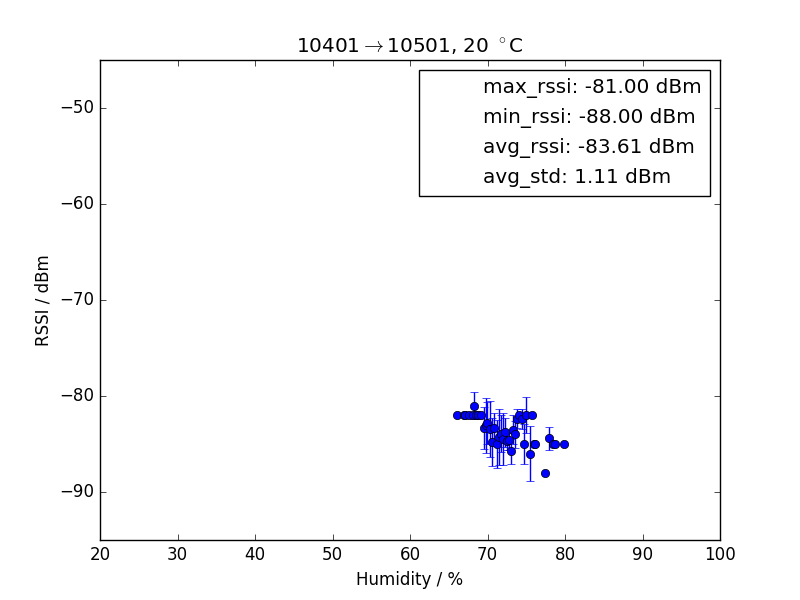 10401→10501, 20 °C
max_rssi: -81.00 dBm
min_rssi: -88.00 dBm
avg_rssi: -83.61 dBm
avg_std: 1.11 dBm
RSSI / dBm
−50
−60
−70
−80
−90
20 30 40 50 60 70 80 90 100
Humidity / %